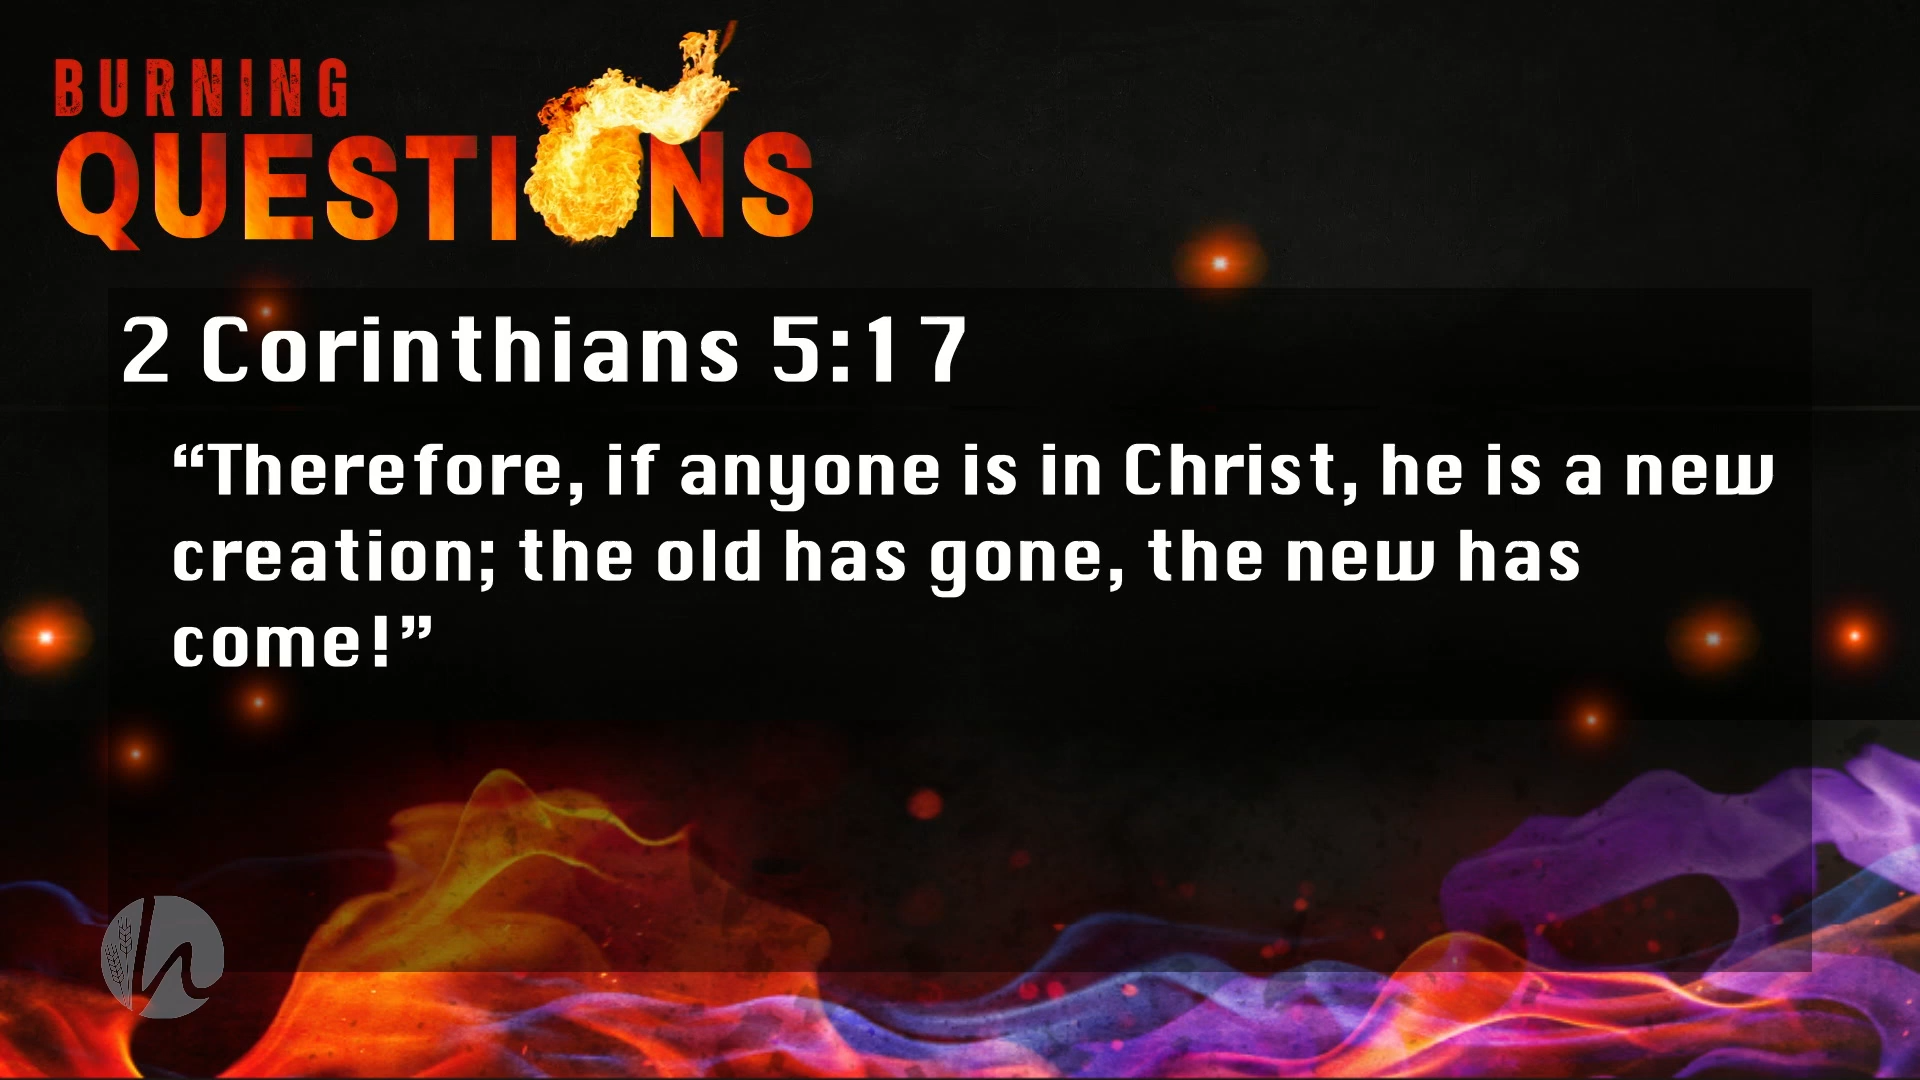 BURNING
QUESTIONS
2 Corinthians 5:17
“Therefore, if anyone is in Christ, he is a new
creation; the old has gone, the new has
come!”
h